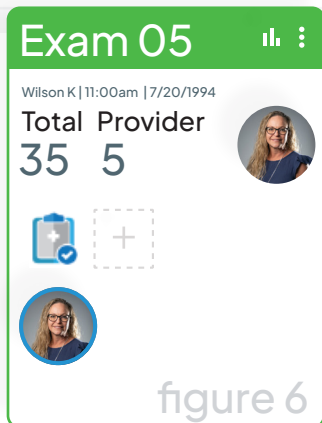 Exam 05
Wilson K | 11:00am | 7/20/1994
Total Provider
35 5
figure 6